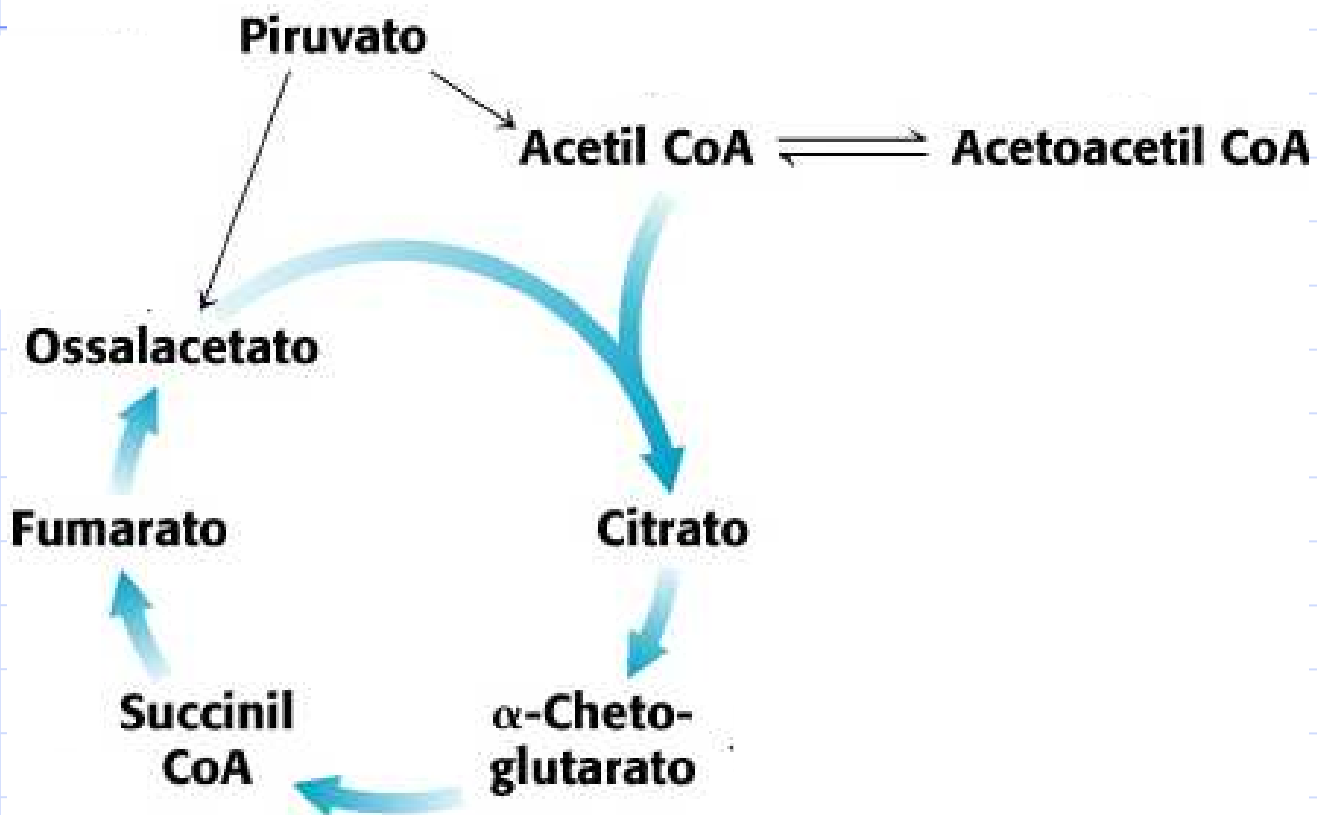 Piruvato
Acetil CoA
Acetoacetil CoA
Ossalacetato
Fumarato
Citrato
Succinil
CoA
α-Cheto-
glutarato